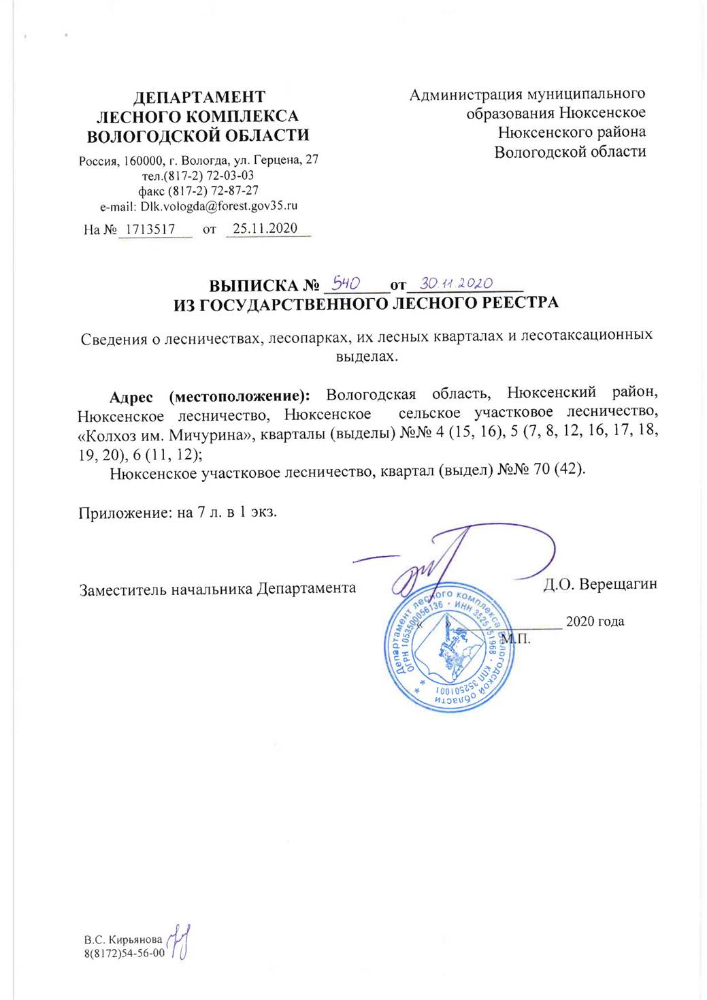 ДЕПАРТАМЕНТ
ЛЕСНОГО КОМПЛЕКСА
ВОЛОГОДСКОЙ ОБЛАСТИ
Россия, 160000, г. Вологда, ул. Герцена, 27
тел.(817-2) 72-03-03
факс (817-2) 72-87-27
e-mail: Dlk.vologda@forest.gov35.ru
На № 1713517 от 25.11.2020
Администрация муниципального
образования Нюксенское
Нюксенского района
Вологодской области
ВЫПИСКА № 540 от 30.11.2020
ИЗ ГОСУДАРСТВЕННОГО ЛЕСНОГО РЕЕСТРА
Сведения о лесничествах, лесопарках, их лесных кварталах и лесотаксационных
выделах.
Адрес (местоположение): Вологодская область, Нюксенский район,
Нюксенское лесничество, Нюксенское сельское участковое лесничество,
«Колхоз им. Мичурина», кварталы (выделы) №№ 4 (15, 16), 5 (7, 8, 12, 16, 17, 18,
19, 20), 6 (11, 12);
Нюксенское участковое лесничество, квартал (выдел) №№ 70 (42).
Приложение: на 7 л. в 1 экз.
Заместитель начальника Департамента Д.О. Верещагин
« » 2020 года
М.П.
Департамент лесного комплекса Вологодской области
ОГРН 1053500056136 * ИНН 3525151968 * КПП 352501001
В.С. Кирьянова
8(8172)54-56-00